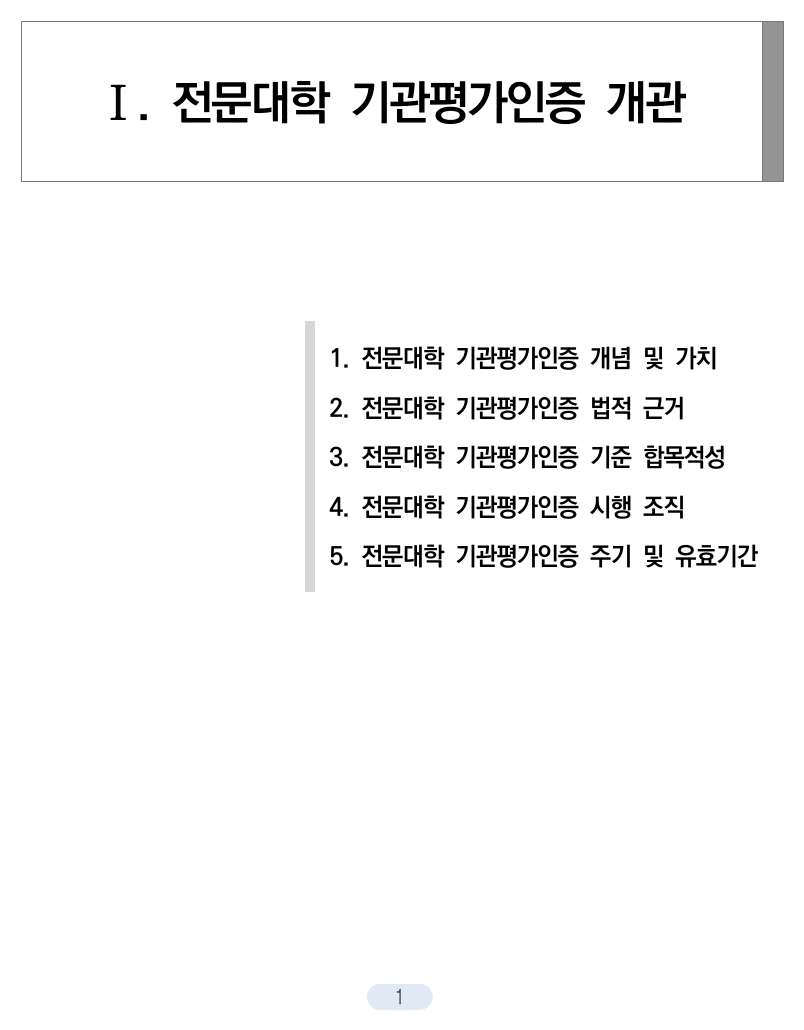 Ⅰ. 전문대학 기관평가인증 개관
1. 전문대학 기관평가인증 개념 및 가치
2. 전문대학 기관평가인증 법적 근거
3. 전문대학 기관평가인증 기준 합목적성
4. 전문대학 기관평가인증 시행 조직
5. 전문대학 기관평가인증 주기 및 유효기간
1